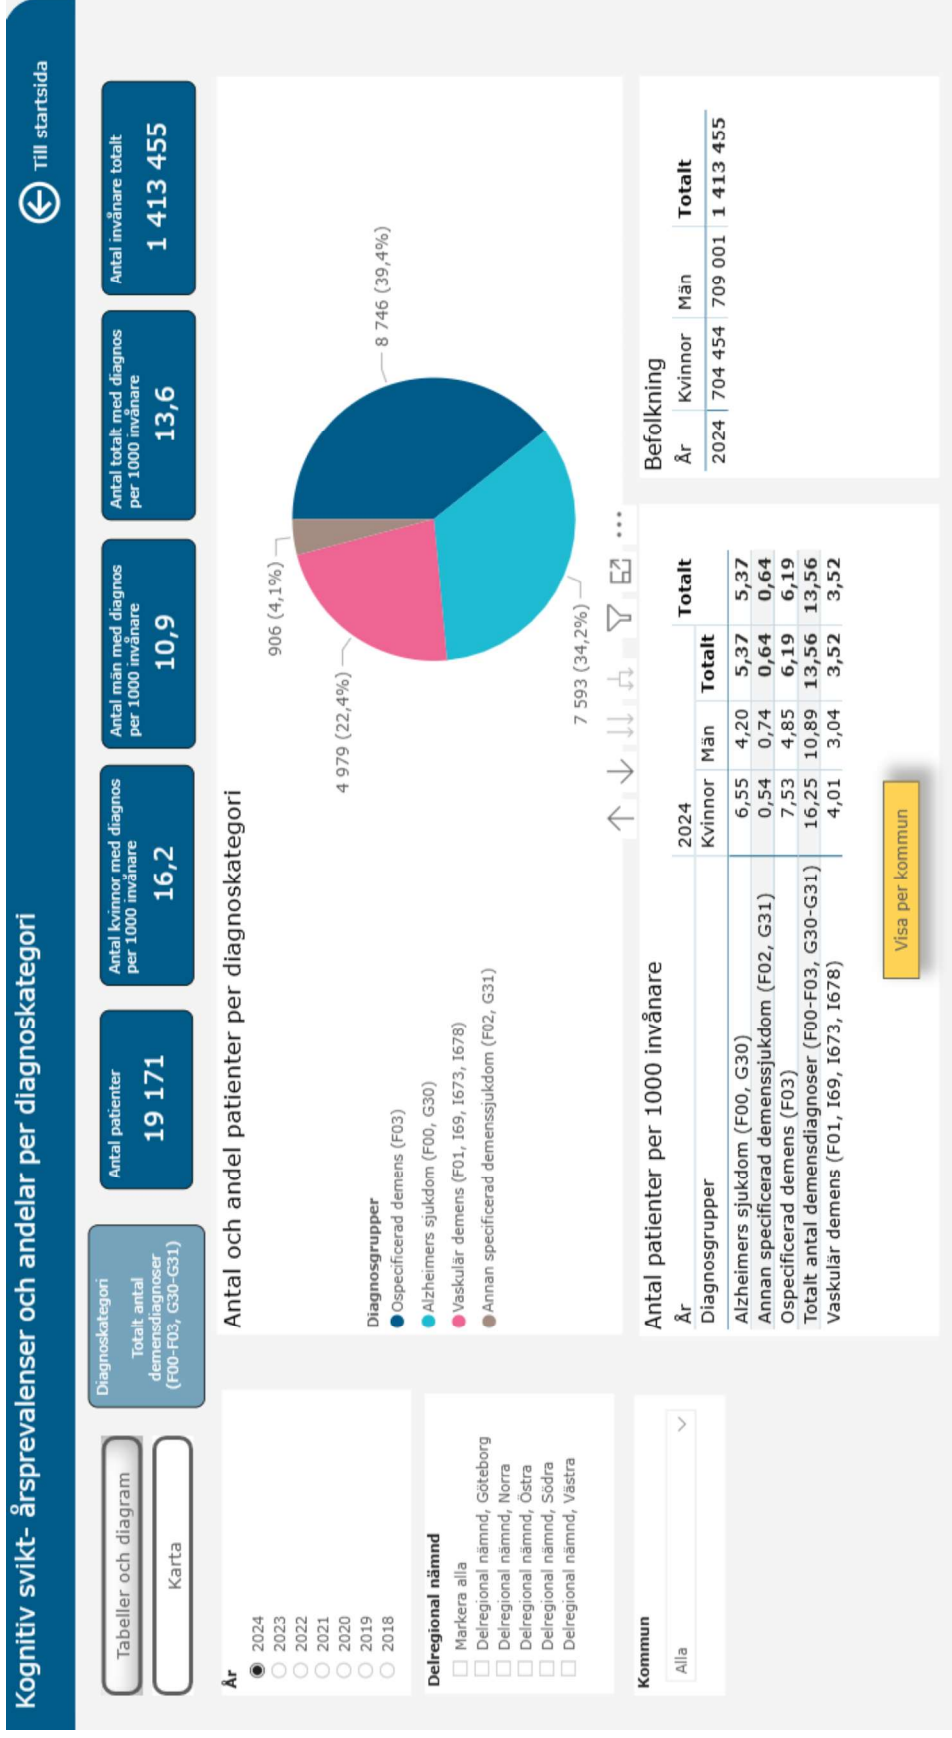 Kognitiv svikt- årsprevalenser och andelar per diagnoskategori
Till startsida
Tabeller och diagram
Karta
Diagnoskategori
Totalt antal
demensdiagnoser
(F00-F03, G30-G31)
Antal patienter
19 171
Antal kvinnor med diagnos
per 1000 invånare
16,2
Antal män med diagnos
per 1000 invånare
10,9
Antal totalt med diagnos
per 1000 invånare
13,6
Antal invånare totalt
1 413 455
År
2024
2023
2022
2021
2020
2019
2018
Delregional nämnd
Markera alla
Delregional nämnd, Göteborg
Delregional nämnd, Norra
Delregional nämnd, Östra
Delregional nämnd, Södra
Delregional nämnd, Västra
Kommun
Alla
Antal och andel patienter per diagnoskategori
Diagnosgrupper
Ospecificerad demens (F03)
Alzheimers sjukdom (F00, G30)
Vaskulär demens (F01, I69, I673, I678)
Annan specificerad demenssjukdom (F02, G31)
906 (4,1%)
4 979 (22,4%)
8 746 (39,4%)
7 593 (34,2%)
Antal patienter per 1000 invånare
År 2024 Totalt
Diagnosgrupper Kvinnor Män Totalt
Alzheimers sjukdom (F00, G30) 6,55 4,20 5,37 5,37
Annan specificerad demenssjukdom (F02, G31) 0,54 0,74 0,64 0,64
Ospecificerad demens (F03) 7,53 4,85 6,19 6,19
Totalt antal demensdiagnoser (F00-F03, G30-G31) 16,25 10,89 13,56 13,56
Vaskulär demens (F01, I69, I673, I678) 4,01 3,04 3,52 3,52
Visa per kommun
Befolkning
År Kvinnor Män Totalt
2024 704 454 709 001 1 413 455